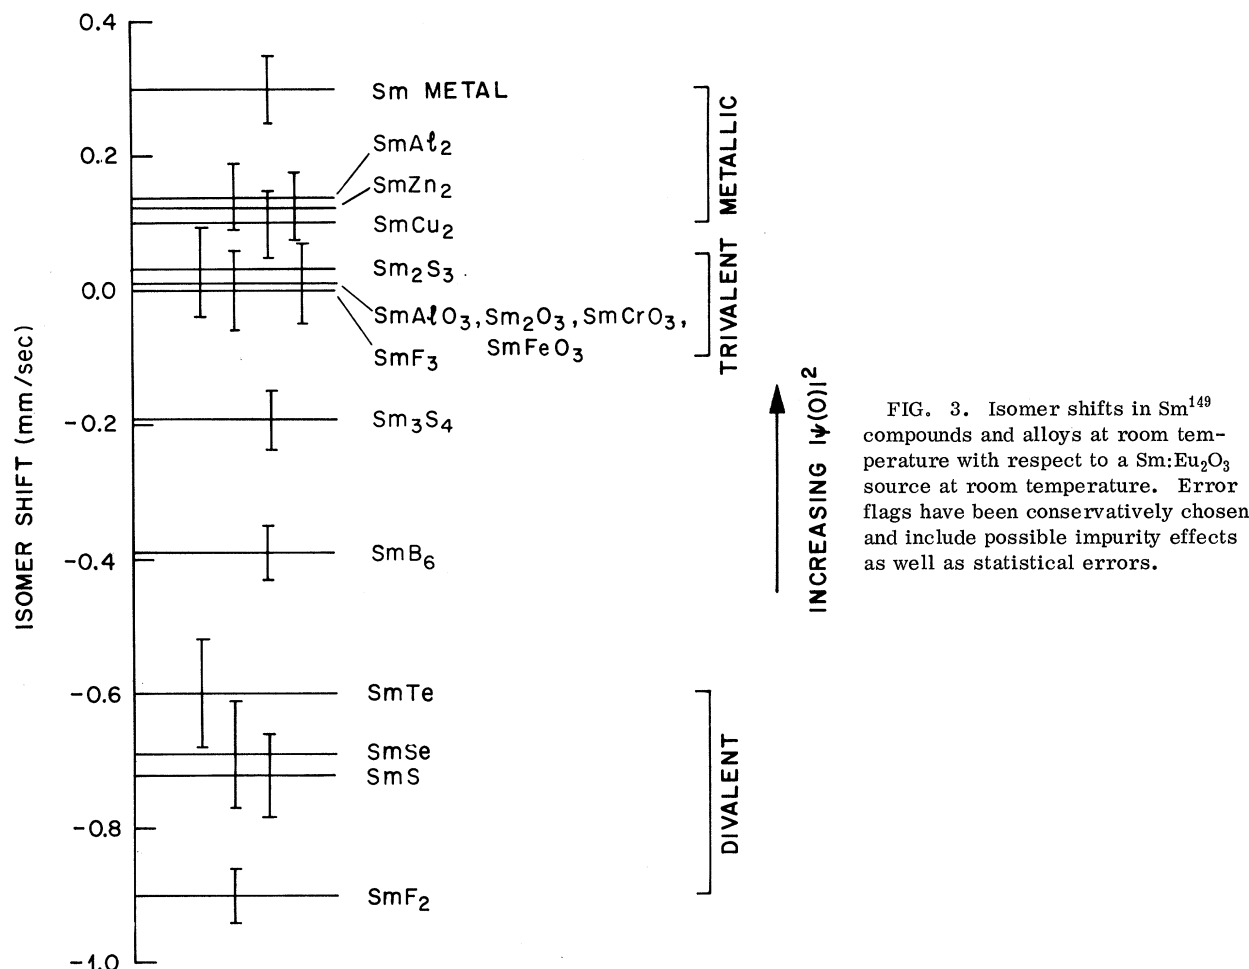 0.4
Sm METAL
SmAl2
0.2
SmZn2
SmCu2
Sm2S3
0.0
SmAlO3, Sm2O3, SmCrO3,
SmFeO3
SmF3
-0.2
Sm3S4
-0.4
SmB6
-0.6
SmTe
SmSe
SmS
-0.8
SmF2
-1.0
ISOMER SHIFT (mm/sec)
METALLIC
TRIVALENT
DIVALENT
INCREASING |ψ(0)|²
FIG. 3. Isomer shifts in Sm¹⁴⁹
compounds and alloys at room tem-
perature with respect to a Sm:Eu₂O₃
source at room temperature. Error
flags have been conservatively chosen
and include possible impurity effects
as well as statistical errors.